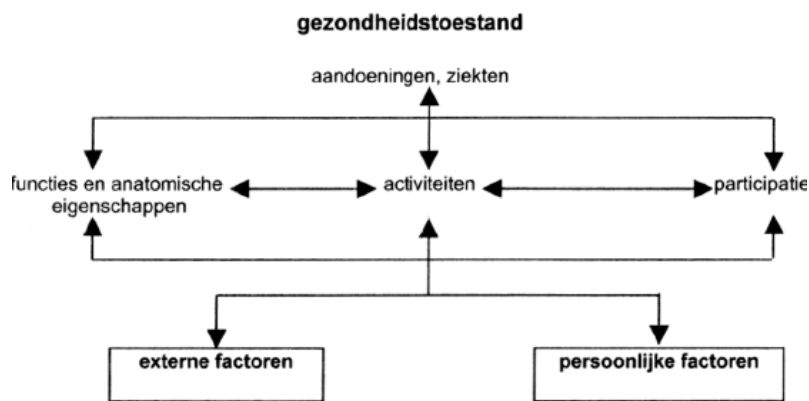 gezondheidstoestand
aandoeningen, ziekten
functies en anatomische
eigenschappen
activiteiten
participatie
externe factoren
persoonlijke factoren